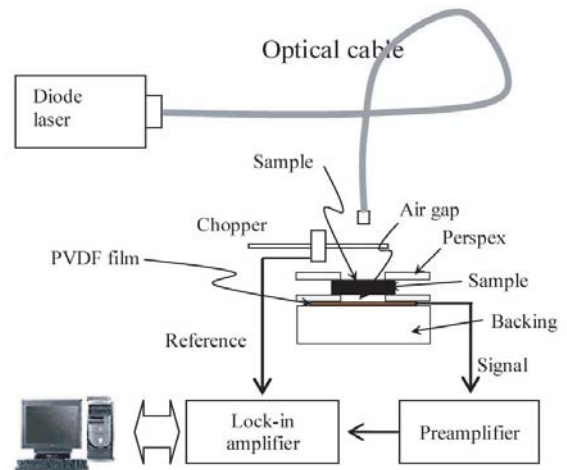 Optical cable
Diode
laser
Sample
Air gap
Chopper
Perspex
PVDF film
Sample
Backing
Reference
Signal
Lock-in
amplifier
Preamplifier